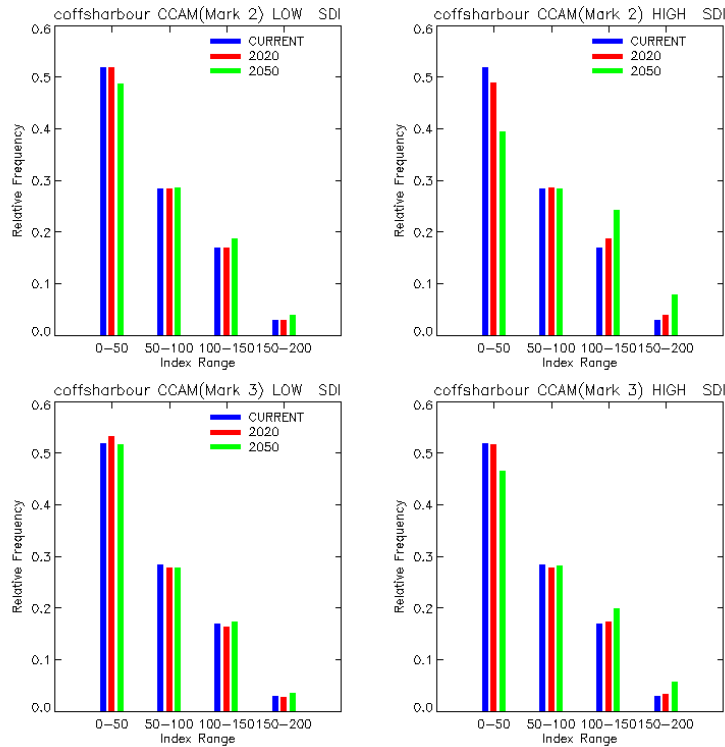 coffsharbour CCAM(Mark 2) LOW SDI
0.6
0.5
0.4
0.3
0.2
0.1
0.0
Relative Frequency
CURRENT
2020
2050
0-50 50-100 100-150 150-200
Index Range
coffsharbour CCAM(Mark 2) HIGH SDI
0.6
0.5
0.4
0.3
0.2
0.1
0.0
Relative Frequency
CURRENT
2020
2050
0-50 50-100 100-150 150-200
Index Range
coffsharbour CCAM(Mark 3) LOW SDI
0.6
0.5
0.4
0.3
0.2
0.1
0.0
Relative Frequency
CURRENT
2020
2050
0-50 50-100 100-150 150-200
Index Range
coffsharbour CCAM(Mark 3) HIGH SDI
0.6
0.5
0.4
0.3
0.2
0.1
0.0
Relative Frequency
0-50 50-100 100-150 150-200
Index Range